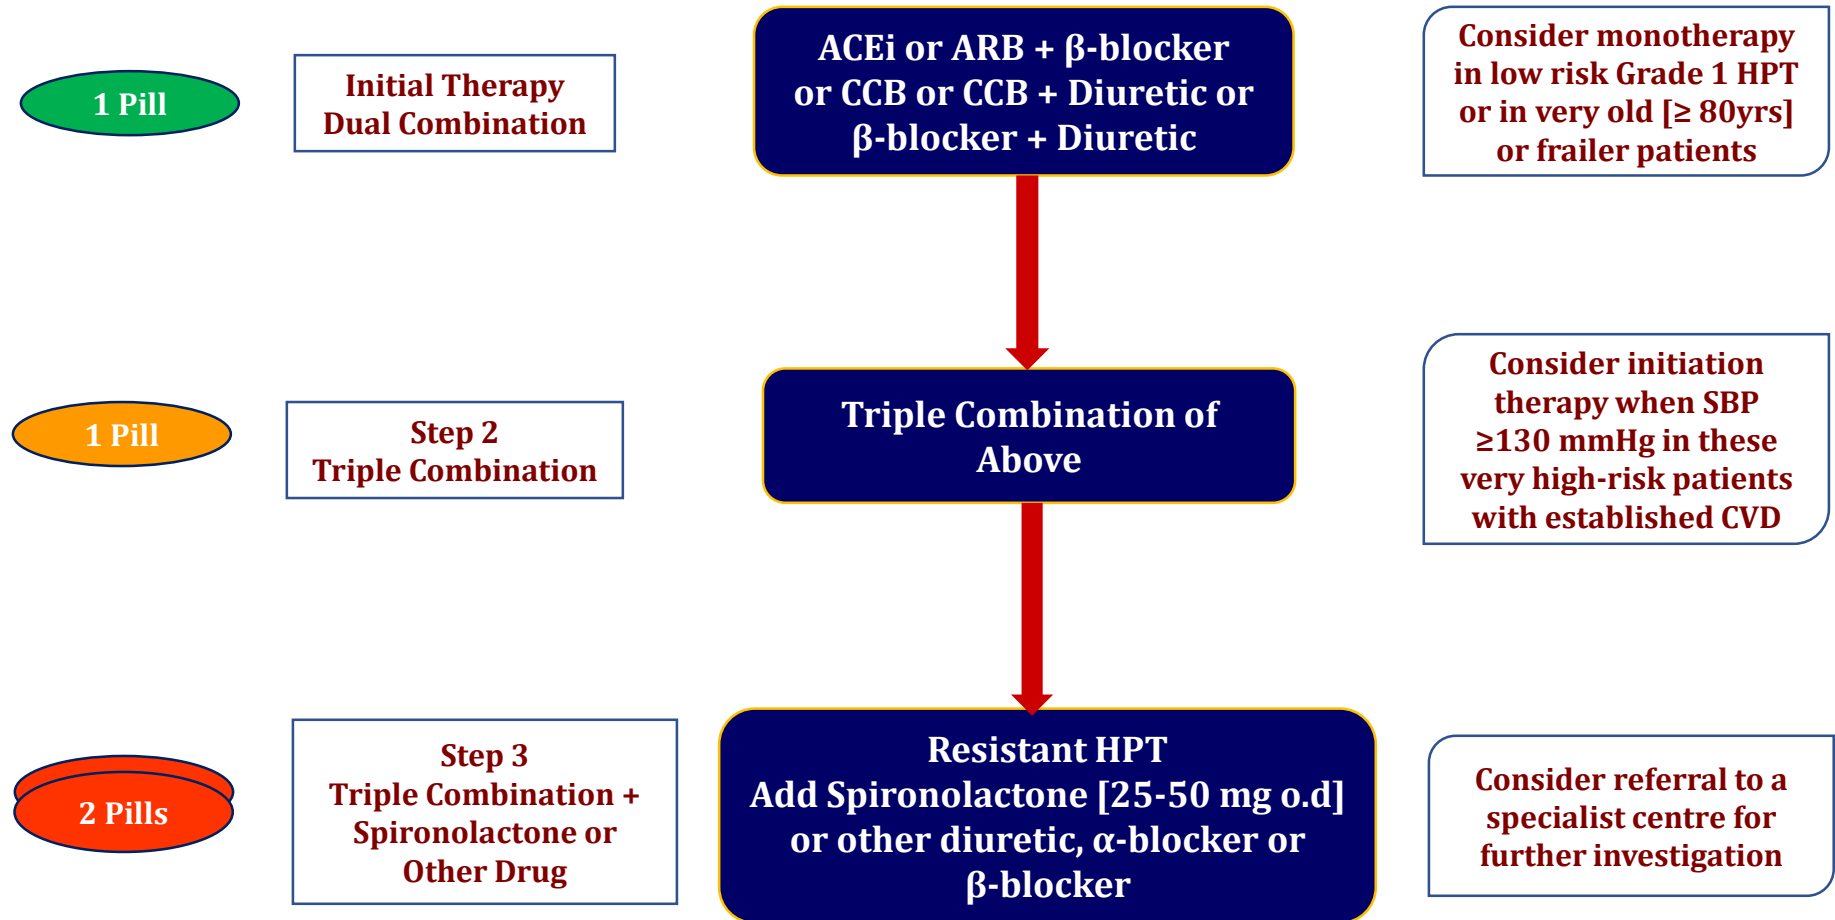 1 Pill
Initial Therapy
Dual Combination
ACEi or ARB + β-blocker
or CCB or CCB + Diuretic or
β-blocker + Diuretic
Consider monotherapy
in low risk Grade 1 HPT
or in very old [≥ 80yrs]
or frailer patients
1 Pill
Step 2
Triple Combination
Triple Combination of
Above
Consider initiation
therapy when SBP
≥130 mmHg in these
very high-risk patients
with established CVD
2 Pills
Step 3
Triple Combination +
Spironolactone or
Other Drug
Resistant HPT
Add Spironolactone [25-50 mg o.d]
or other diuretic, α-blocker or
β-blocker
Consider referral to a
specialist centre for
further investigation